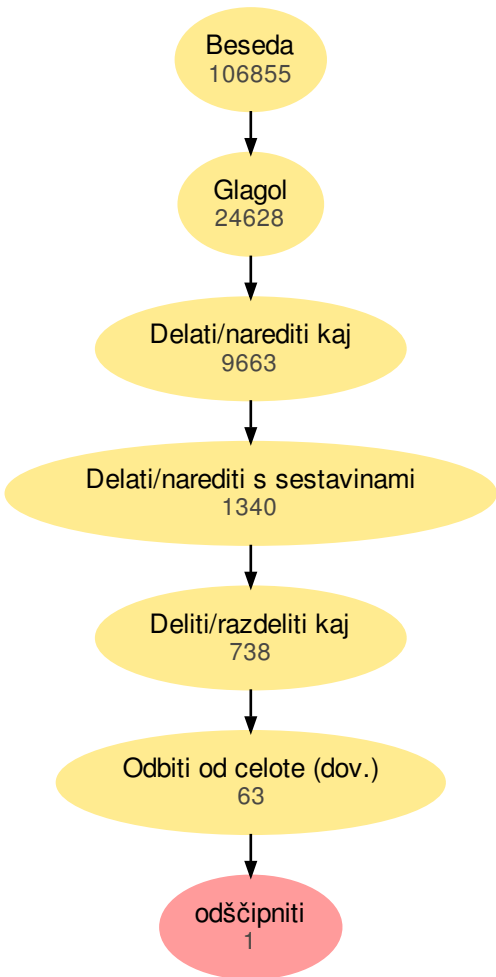 Beseda
106855
Glagol
24628
Delati/narediti kaj
9663
Delati/narediti s sestavinami
1340
Deliti/razdeliti kaj
738
Odbiti od celote (dov.)
63
odščipniti
1